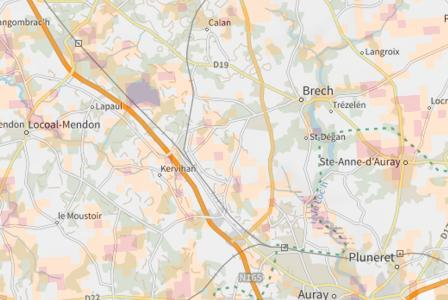 angombrac'h
Calan
Langroix
D19
Brech
Lapaul
Trézelén
Locr
endon
Locoal-Mendon
St Dégan
Ste-Anne-d'Auray
Kervihan
le Moustoir
Pluneret
N165
D22
Auray